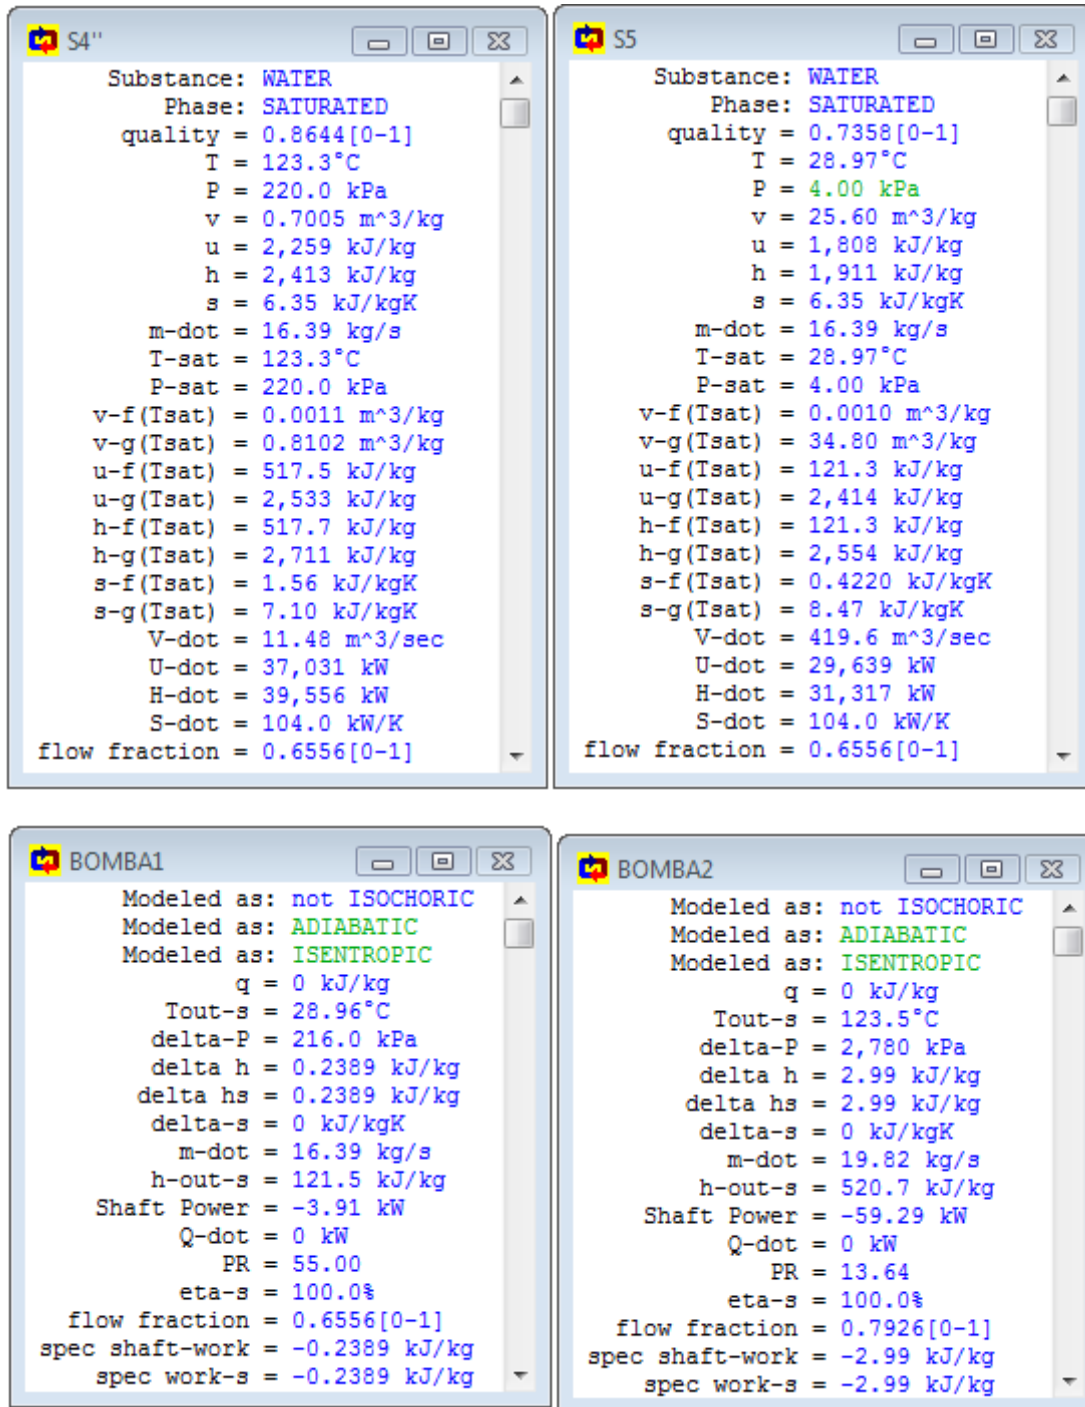 S4''
Substance: WATER
Phase: SATURATED
quality = 0.8644[0-1]
T = 123.3°C
P = 220.0 kPa
v = 0.7005 m^3/kg
u = 2,259 kJ/kg
h = 2,413 kJ/kg
s = 6.35 kJ/kgK
m-dot = 16.39 kg/s
T-sat = 123.3°C
P-sat = 220.0 kPa
v-f(Tsat) = 0.0011 m^3/kg
v-g(Tsat) = 0.8102 m^3/kg
u-f(Tsat) = 517.5 kJ/kg
u-g(Tsat) = 2,533 kJ/kg
h-f(Tsat) = 517.7 kJ/kg
h-g(Tsat) = 2,711 kJ/kg
s-f(Tsat) = 1.56 kJ/kgK
s-g(Tsat) = 7.10 kJ/kgK
V-dot = 11.48 m^3/sec
U-dot = 37,031 kW
H-dot = 39,556 kW
S-dot = 104.0 kW/K
flow fraction = 0.6556[0-1]
S5
Substance: WATER
Phase: SATURATED
quality = 0.7358[0-1]
T = 28.97°C
P = 4.00 kPa
v = 25.60 m^3/kg
u = 1,808 kJ/kg
h = 1,911 kJ/kg
s = 6.35 kJ/kgK
m-dot = 16.39 kg/s
T-sat = 28.97°C
P-sat = 4.00 kPa
v-f(Tsat) = 0.0010 m^3/kg
v-g(Tsat) = 34.80 m^3/kg
u-f(Tsat) = 121.3 kJ/kg
u-g(Tsat) = 2,414 kJ/kg
h-f(Tsat) = 121.3 kJ/kg
h-g(Tsat) = 2,554 kJ/kg
s-f(Tsat) = 0.4220 kJ/kgK
s-g(Tsat) = 8.47 kJ/kgK
V-dot = 419.6 m^3/sec
U-dot = 29,639 kW
H-dot = 31,317 kW
S-dot = 104.0 kW/K
flow fraction = 0.6556[0-1]
BOMBA1
Modeled as: not ISOCHORIC
Modeled as: ADIABATIC
Modeled as: ISENTROPIC
q = 0 kJ/kg
Tout-s = 28.96°C
delta-P = 216.0 kPa
delta h = 0.2389 kJ/kg
delta hs = 0.2389 kJ/kg
delta-s = 0 kJ/kgK
m-dot = 16.39 kg/s
h-out-s = 121.5 kJ/kg
Shaft Power = -3.91 kW
Q-dot = 0 kW
PR = 55.00
eta-s = 100.0%
flow fraction = 0.6556[0-1]
spec shaft-work = -0.2389 kJ/kg
spec work-s = -0.2389 kJ/kg
BOMBA2
Modeled as: not ISOCHORIC
Modeled as: ADIABATIC
Modeled as: ISENTROPIC
q = 0 kJ/kg
Tout-s = 123.5°C
delta-P = 2,780 kPa
delta h = 2.99 kJ/kg
delta hs = 2.99 kJ/kg
delta-s = 0 kJ/kgK
m-dot = 19.82 kg/s
h-out-s = 520.7 kJ/kg
Shaft Power = -59.29 kW
Q-dot = 0 kW
PR = 13.64
eta-s = 100.0%
flow fraction = 0.7926[0-1]
spec shaft-work = -2.99 kJ/kg
spec work-s = -2.99 kJ/kg